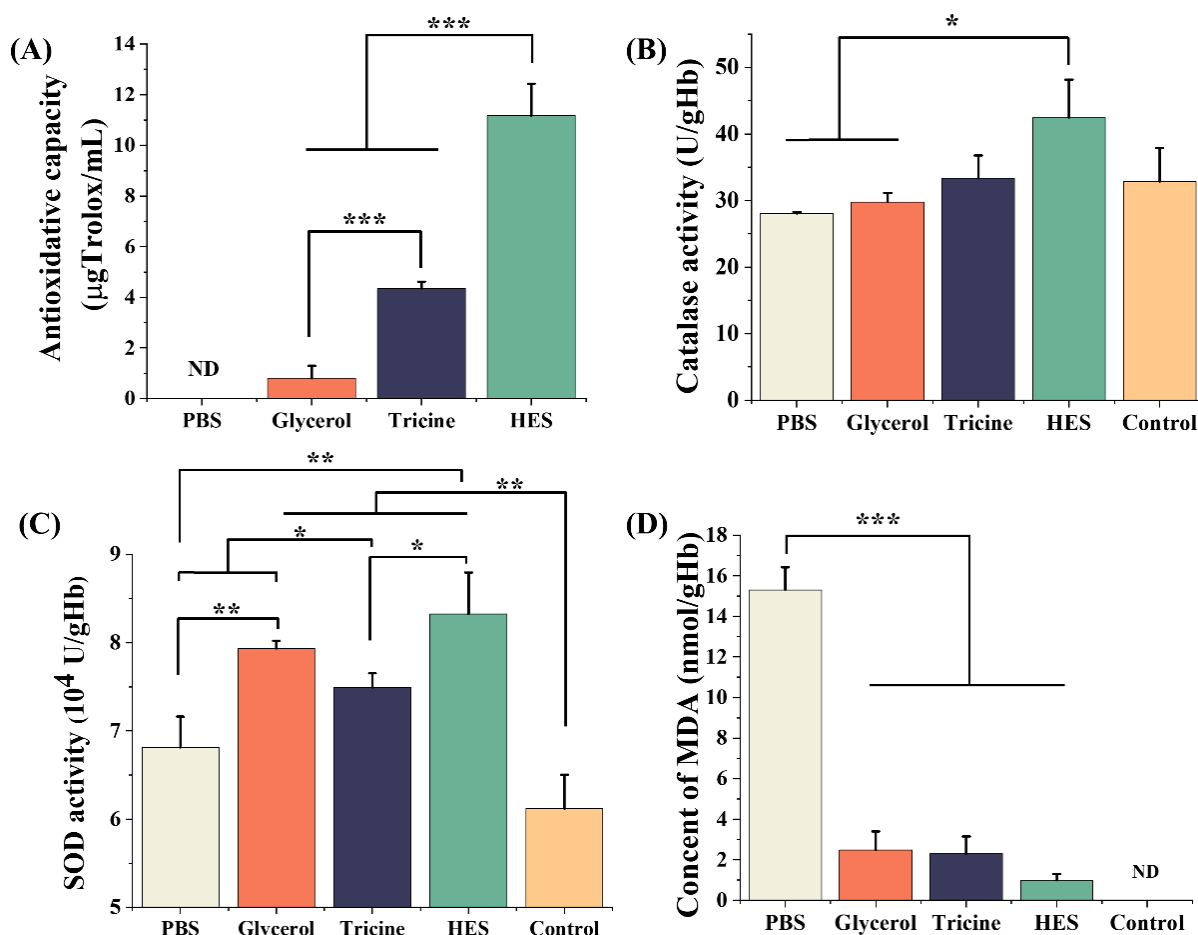 (A)
Antioxidative capacity
(μgTrolox/mL)
14
12
10
8
6
4
2
0
***
***
ND
PBS Glycerol Tricine HES
(B)
Catalase activity (U/gHb)
50
40
30
20
10
0
*
PBS Glycerol Tricine HES Control
(C)
SOD activity (10⁴ U/gHb)
9
8
7
6
5
**
**
*
*
**
PBS Glycerol Tricine HES Control
(D)
Concent of MDA (nmol/gHb)
18
16
14
16
10
8
6
4
2
0
***
ND
PBS Glycerol Tricine HES Control